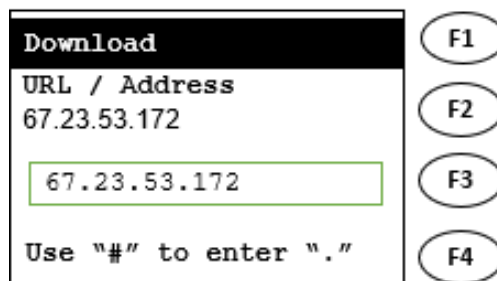 Download
F1
URL / Address
F2
67.23.53.172
67.23.53.172
F3
Use "#" to enter "."
F4